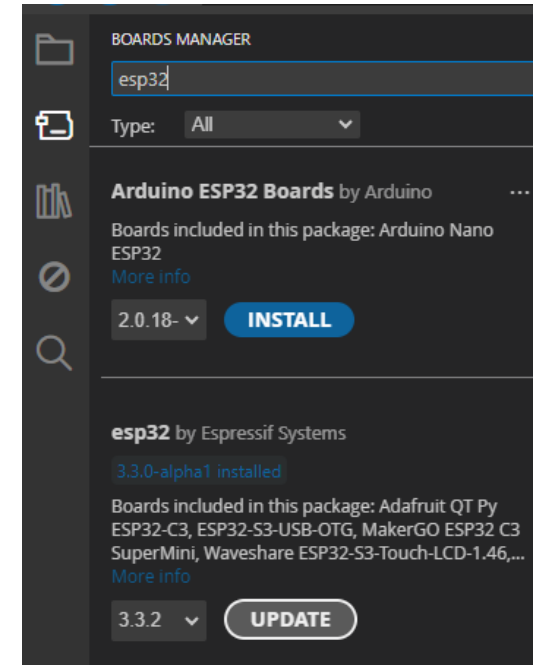 BOARDS MANAGER
esp32
Type: All
Arduino ESP32 Boards by Arduino ...
Boards included in this package: Arduino Nano
ESP32
More info
2.0.18- INSTALL
esp32 by Espressif Systems
3.3.0-alpha1 installed
Boards included in this package: Adafruit QT Py
ESP32-C3, ESP32-S3-USB-OTG, MakerGO ESP32 C3
SuperMini, Waveshare ESP32-S3-Touch-LCD-1.46,...
More info
3.3.2 UPDATE